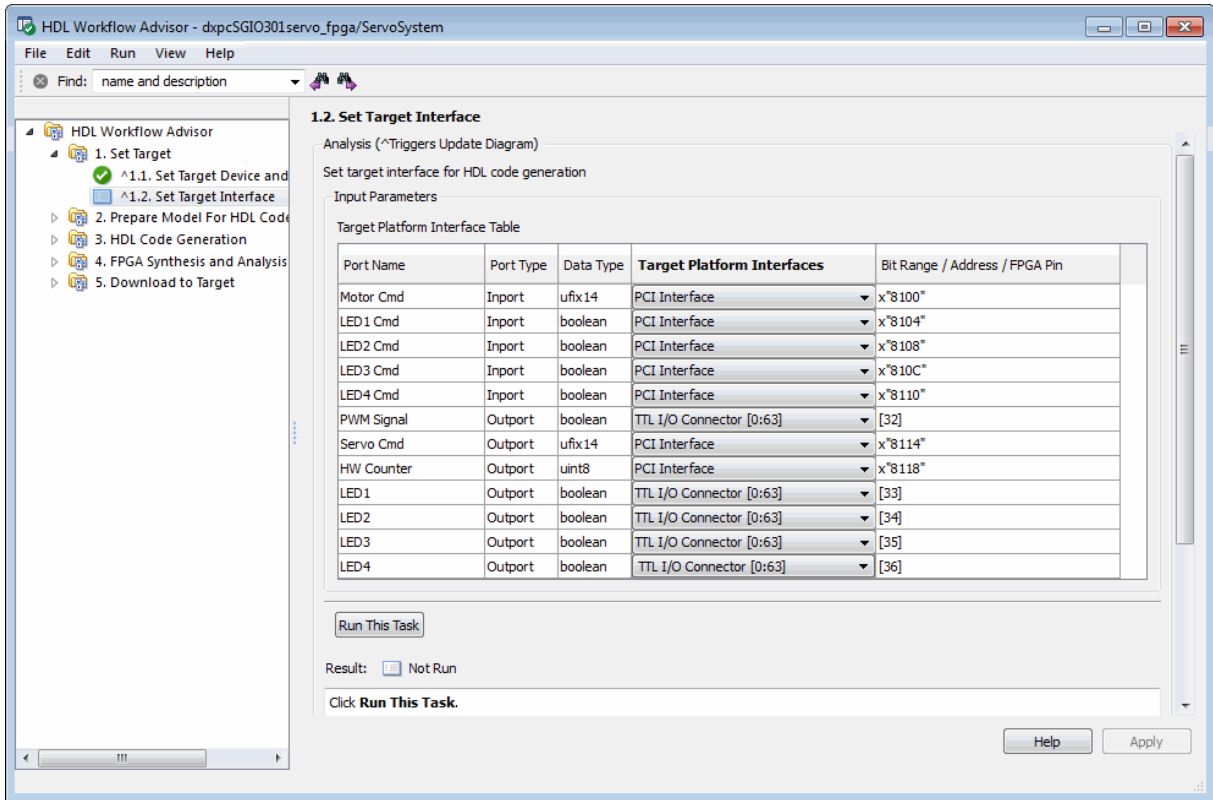 HDL Workflow Advisor - dxpcSGIO301servo_fpga/ServoSystem
File Edit Run View Help
Find: name and description
HDL Workflow Advisor
1. Set Target
^1.1. Set Target Device and
^1.2. Set Target Interface
2. Prepare Model For HDL Code
3. HDL Code Generation
4. FPGA Synthesis and Analysis
5. Download to Target
1.2. Set Target Interface
Analysis (^Triggers Update Diagram)
Set target interface for HDL code generation
Input Parameters
Target Platform Interface Table
Port Name Port Type Data Type Target Platform Interfaces Bit Range / Address / FPGA Pin
Motor Cmd Inport ufix14 PCI Interface x"8100"
LED1 Cmd Inport boolean PCI Interface x"8104"
LED2 Cmd Inport boolean PCI Interface x"8108"
LED3 Cmd Inport boolean PCI Interface x"810C"
LED4 Cmd Inport boolean PCI Interface x"8110"
PWM Signal Outport boolean TTL I/O Connector [0:63] [32]
Servo Cmd Outport ufix14 PCI Interface x"8114"
HW Counter Outport uint8 PCI Interface x"8118"
LED1 Outport boolean TTL I/O Connector [0:63] [33]
LED2 Outport boolean TTL I/O Connector [0:63] [34]
LED3 Outport boolean TTL I/O Connector [0:63] [35]
LED4 Outport boolean TTL I/O Connector [0:63] [36]
Run This Task
Result: Not Run
Click Run This Task.
Help Apply